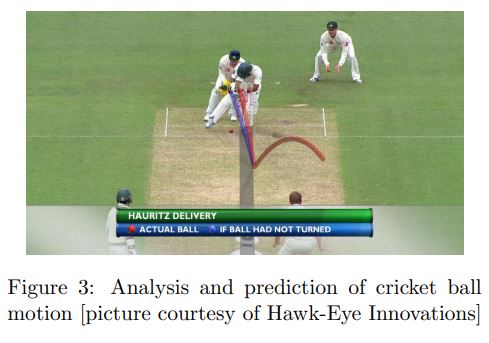 HAURITZ DELIVERY
ACTUAL BALL IF BALL HAD NOT TURNED
Figure 3: Analysis and prediction of cricket ball
motion [picture courtesy of Hawk-Eye Innovations]